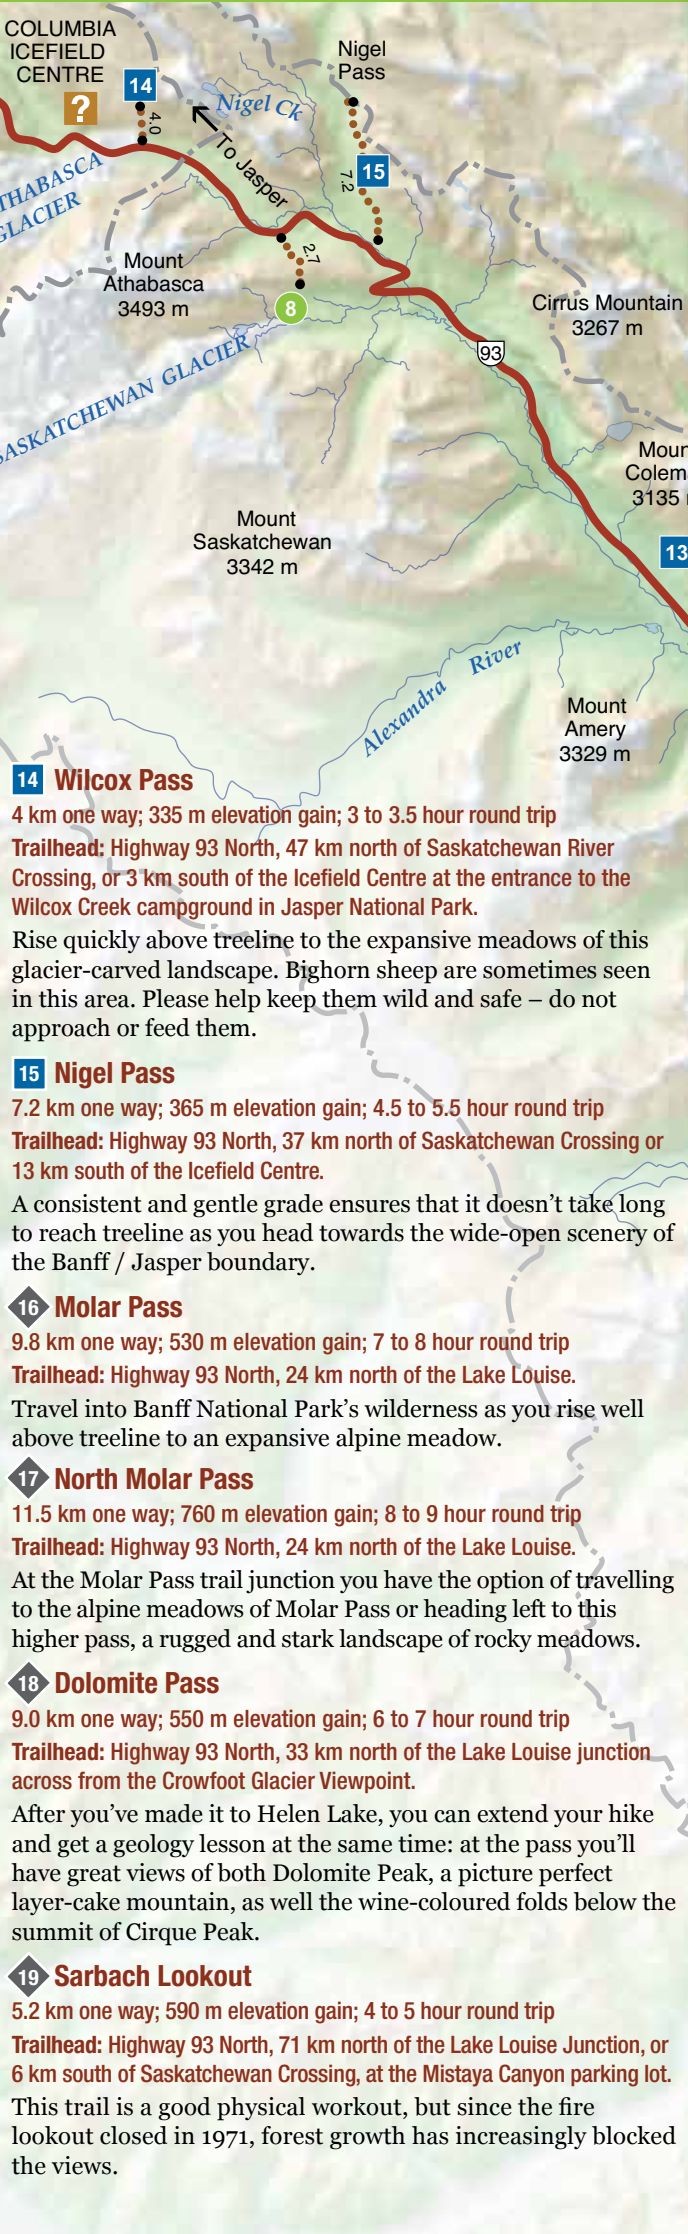 COLUMBIA
ICEFIELD
CENTRE
?
14
4.0
Nigel
Pass
Nigel Ck
To Jasper
15
7.2
ATHABASCA
GLACIER
2.7
8
Mount
Athabasca
3493 m
Cirrus Mountain
3267 m
93
SASKATCHEWAN GLACIER
Mount
Saskatchewan
3342 m
3135
13
Alexandra River
Mount
Amery
3329 m
14 Wilcox Pass
4 km one way; 335 m elevation gain; 3 to 3.5 hour round trip
Trailhead: Highway 93 North, 47 km north of Saskatchewan River
Crossing, or 3 km south of the Icefield Centre at the entrance to the
Wilcox Creek campground in Jasper National Park.
Rise quickly above treeline to the expansive meadows of this
glacier-carved landscape. Bighorn sheep are sometimes seen
in this area. Please help keep them wild and safe – do not
approach or feed them.
15 Nigel Pass
7.2 km one way; 365 m elevation gain; 4.5 to 5.5 hour round trip
Trailhead: Highway 93 North, 37 km north of Saskatchewan Crossing or
13 km south of the Icefield Centre.
A consistent and gentle grade ensures that it doesn’t take long
to reach treeline as you head towards the wide-open scenery of
the Banff / Jasper boundary.
16 Molar Pass
9.8 km one way; 530 m elevation gain; 7 to 8 hour round trip
Trailhead: Highway 93 North, 24 km north of the Lake Louise.
Travel into Banff National Park’s wilderness as you rise well
above treeline to an expansive alpine meadow.
17 North Molar Pass
11.5 km one way; 760 m elevation gain; 8 to 9 hour round trip
Trailhead: Highway 93 North, 24 km north of the Lake Louise.
At the Molar Pass trail junction you have the option of travelling
to the alpine meadows of Molar Pass or heading left to this
higher pass, a rugged and stark landscape of rocky meadows.
18 Dolomite Pass
9.0 km one way; 550 m elevation gain; 6 to 7 hour round trip
Trailhead: Highway 93 North, 33 km north of the Lake Louise junction
across from the Crowfoot Glacier Viewpoint.
After you’ve made it to Helen Lake, you can extend your hike
and get a geology lesson at the same time: at the pass you’ll
have great views of both Dolomite Peak, a picture perfect
layer-cake mountain, as well the wine-coloured folds below the
summit of Cirque Peak.
19 Sarbach Lookout
5.2 km one way; 590 m elevation gain; 4 to 5 hour round trip
Trailhead: Highway 93 North, 71 km north of the Lake Louise Junction, or
6 km south of Saskatchewan Crossing, at the Mistaya Canyon parking lot.
This trail is a good physical workout, but since the fire
lookout closed in 1971, forest growth has increasingly blocked
the views.